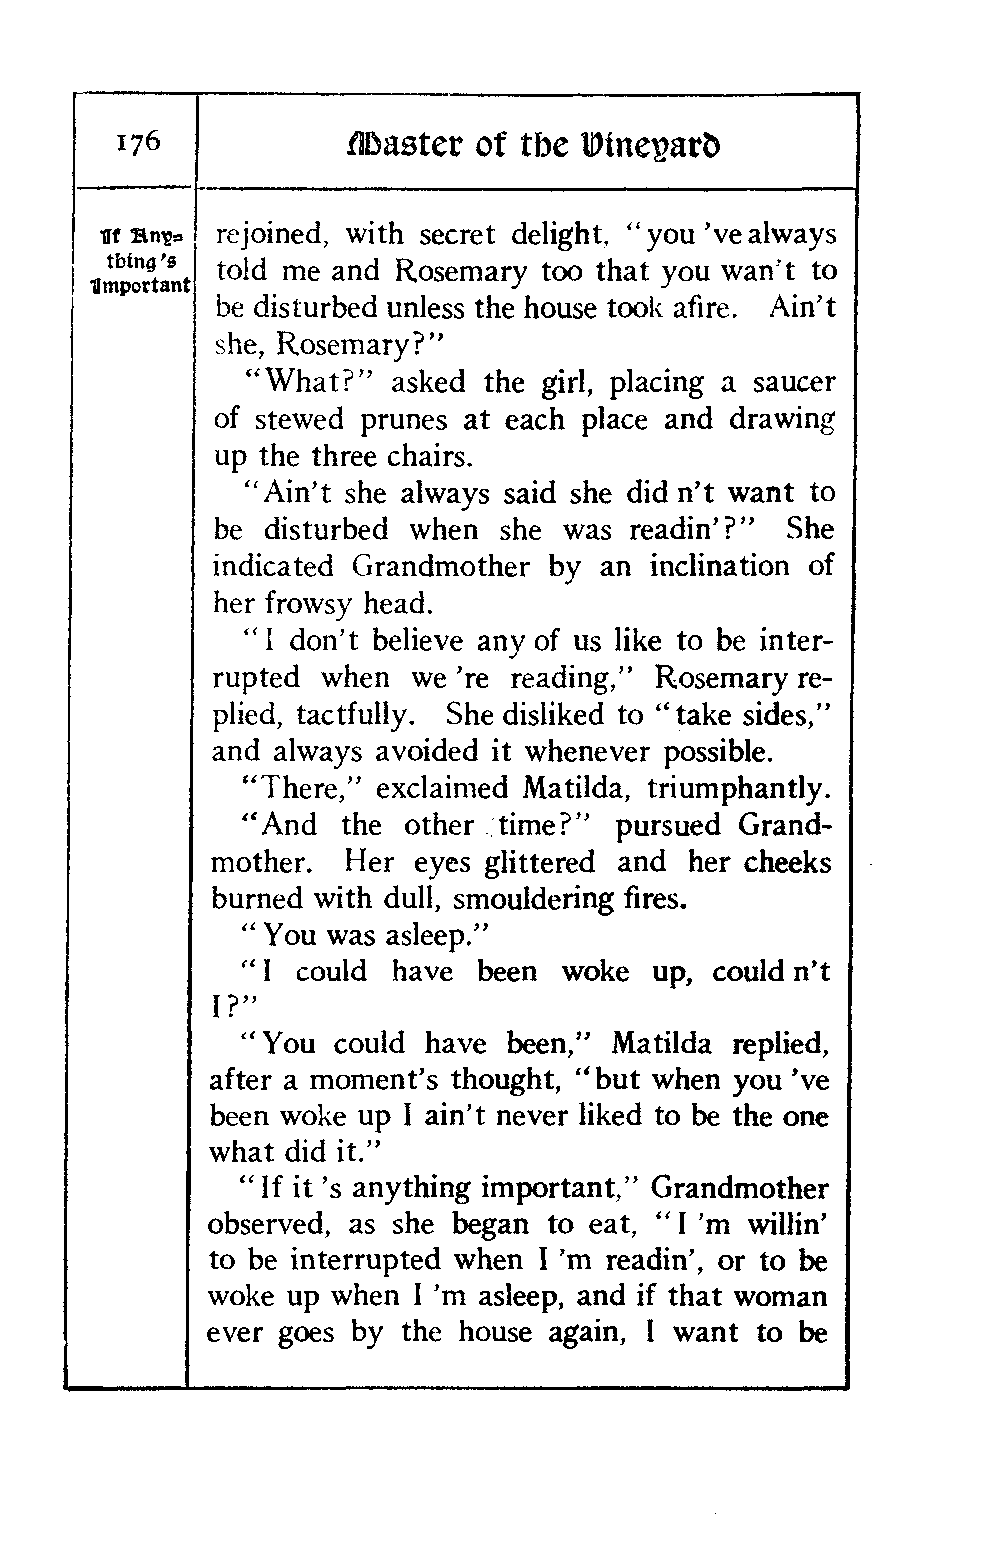 176
Master of the Vineyard
If Any-
thing's
Important
rejoined, with secret delight, "you 've always
told me and Rosemary too that you wan't to
be disturbed unless the house took afire. Ain't
she, Rosemary?"
"What?" asked the girl, placing a saucer
of stewed prunes at each place and drawing
up the three chairs.
"Ain't she always said she did n't want to
be disturbed when she was readin'?" She
indicated Grandmother by an inclination of
her frowsy head.
"I don't believe any of us like to be inter-
rupted when we 're reading," Rosemary re-
plied, tactfully. She disliked to "take sides,"
and always avoided it whenever possible.
"There," exclaimed Matilda, triumphantly.
"And the other time?" pursued Grand-
mother. Her eyes glittered and her cheeks
burned with dull, smouldering fires.
"You was asleep."
"I could have been woke up, could n't
I?"
"You could have been," Matilda replied,
after a moment's thought, "but when you 've
been woke up I ain't never liked to be the one
what did it."
"If it 's anything important," Grandmother
observed, as she began to eat, "I 'm willin'
to be interrupted when I 'm readin', or to be
woke up when I 'm asleep, and if that woman
ever goes by the house again, I want to be